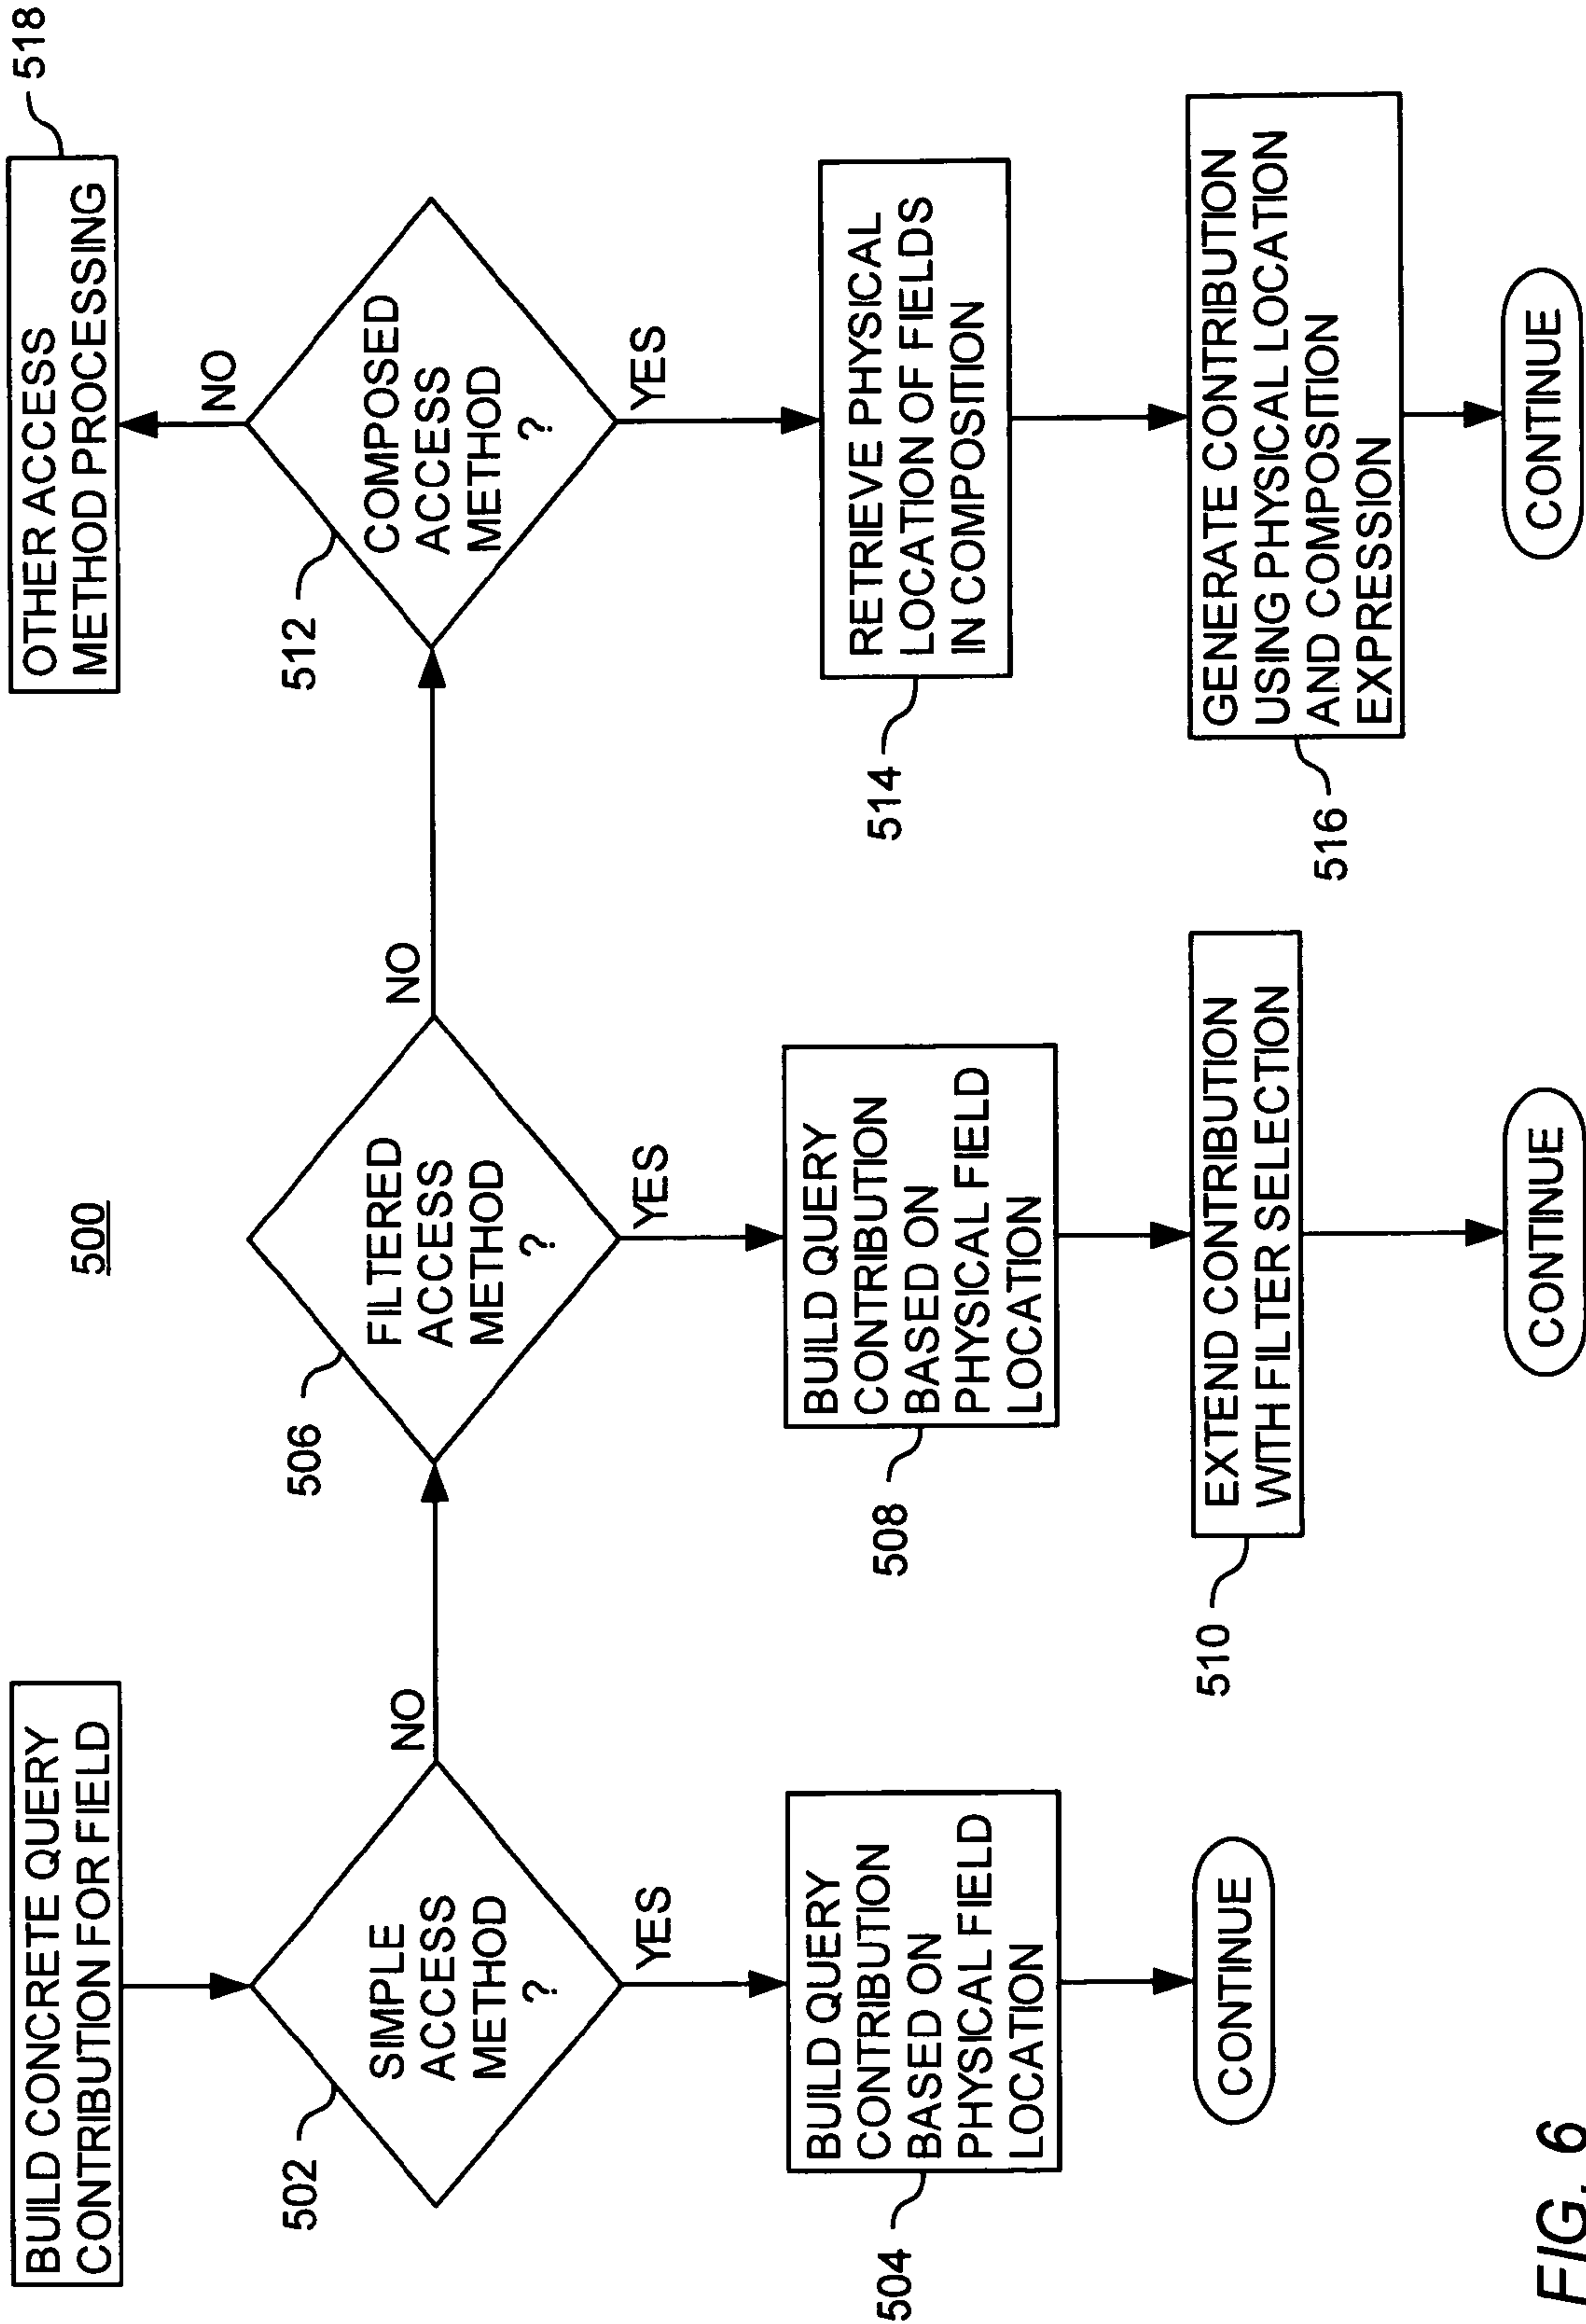 500
BUILD CONCRETE QUERY
CONTRIBUTION FOR FIELD
502
SIMPLE
ACCESS
METHOD
?
NO
YES
504
BUILD QUERY
CONTRIBUTION
BASED ON
PHYSICAL FIELD
LOCATION
CONTINUE
506
FILTERED
ACCESS
METHOD
?
NO
YES
508
BUILD QUERY
CONTRIBUTION
BASED ON
PHYSICAL FIELD
LOCATION
510
EXTEND CONTRIBUTION
WITH FILTER SELECTION
CONTINUE
512
COMPOSED
ACCESS
METHOD
?
NO
OTHER ACCESS
METHOD PROCESSING
518
YES
514
RETRIEVE PHYSICAL
LOCATION OF FIELDS
IN COMPOSITION
516
GENERATE CONTRIBUTION
USING PHYSICAL LOCATION
AND COMPOSITION
EXPRESSION
CONTINUE
FIG. 6